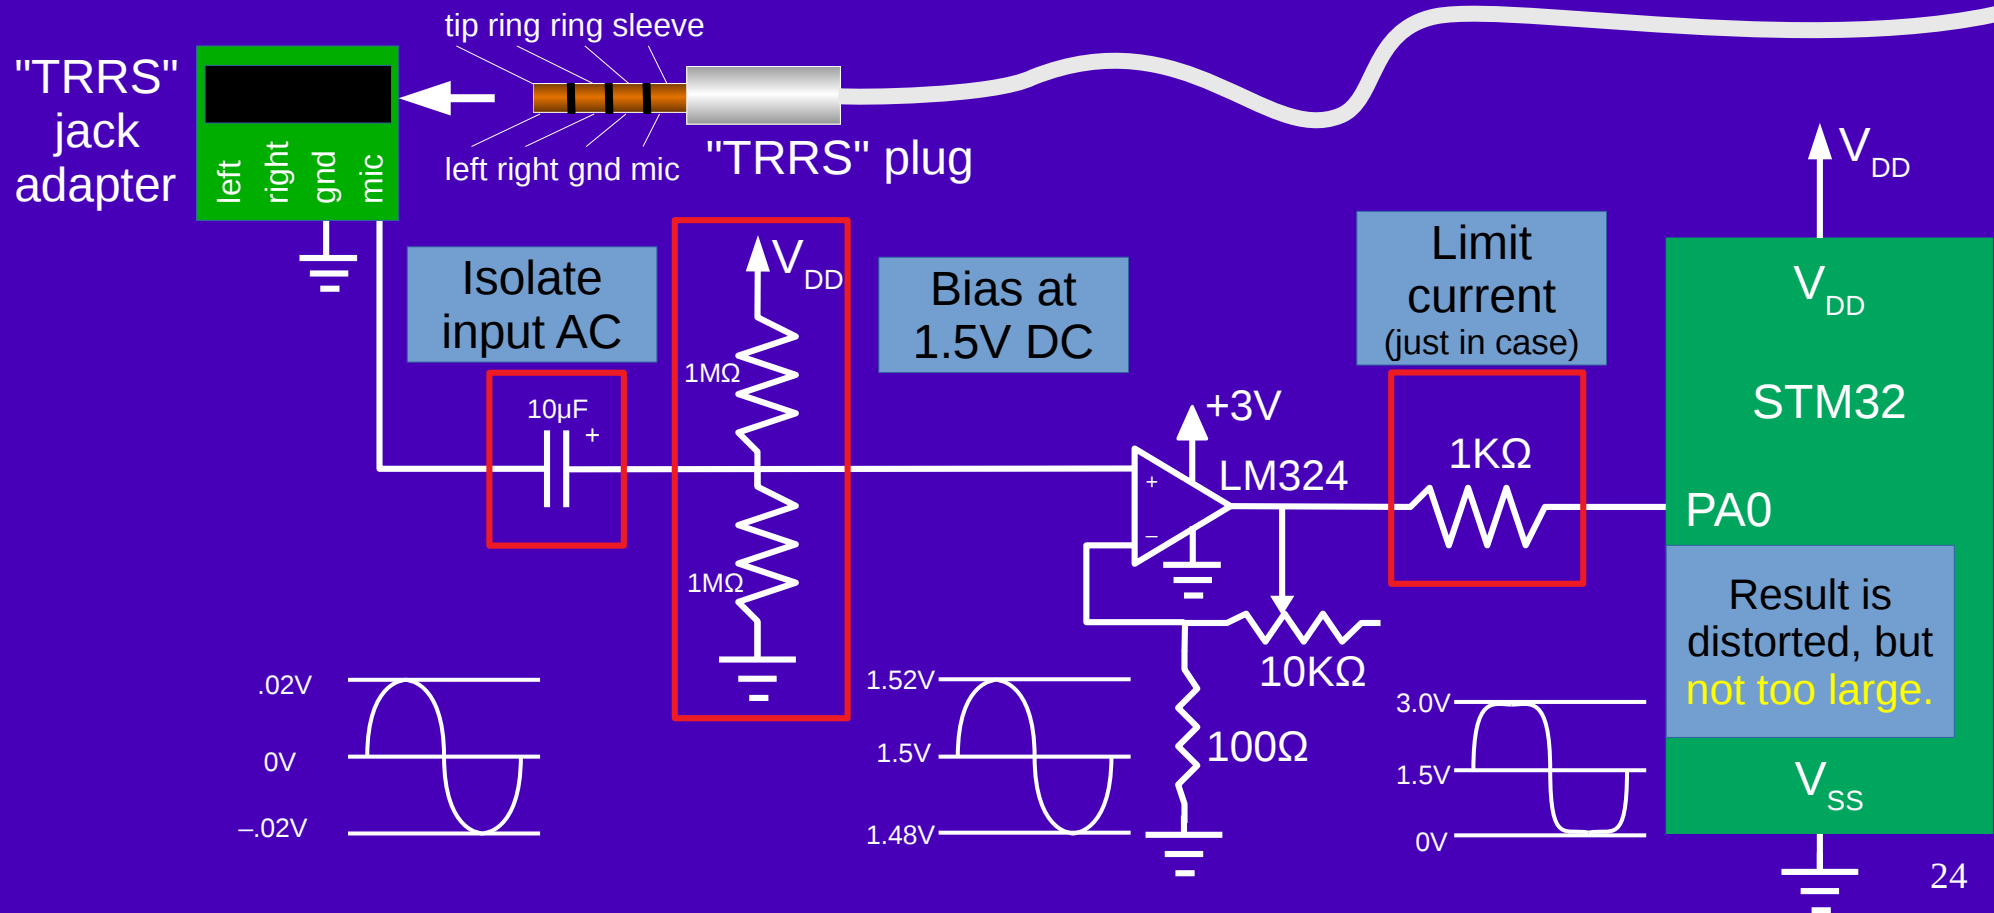 tip ring ring sleeve
"TRRS"
jack
adapter
left
right
gnd
mic
left right gnd mic
"TRRS" plug
V
DD
V
DD
Isolate
input AC
Bias at
1.5V DC
Limit
current
(just in case)
V
DD
1MΩ
10μF
+
+3V
STM32
LM324
1KΩ
+
–
PA0
1MΩ
Result is
distorted, but
not too large.
10KΩ
100Ω
.02V
0V
–.02V
1.52V
1.5V
1.48V
3.0V
1.5V
0V
V
SS
24